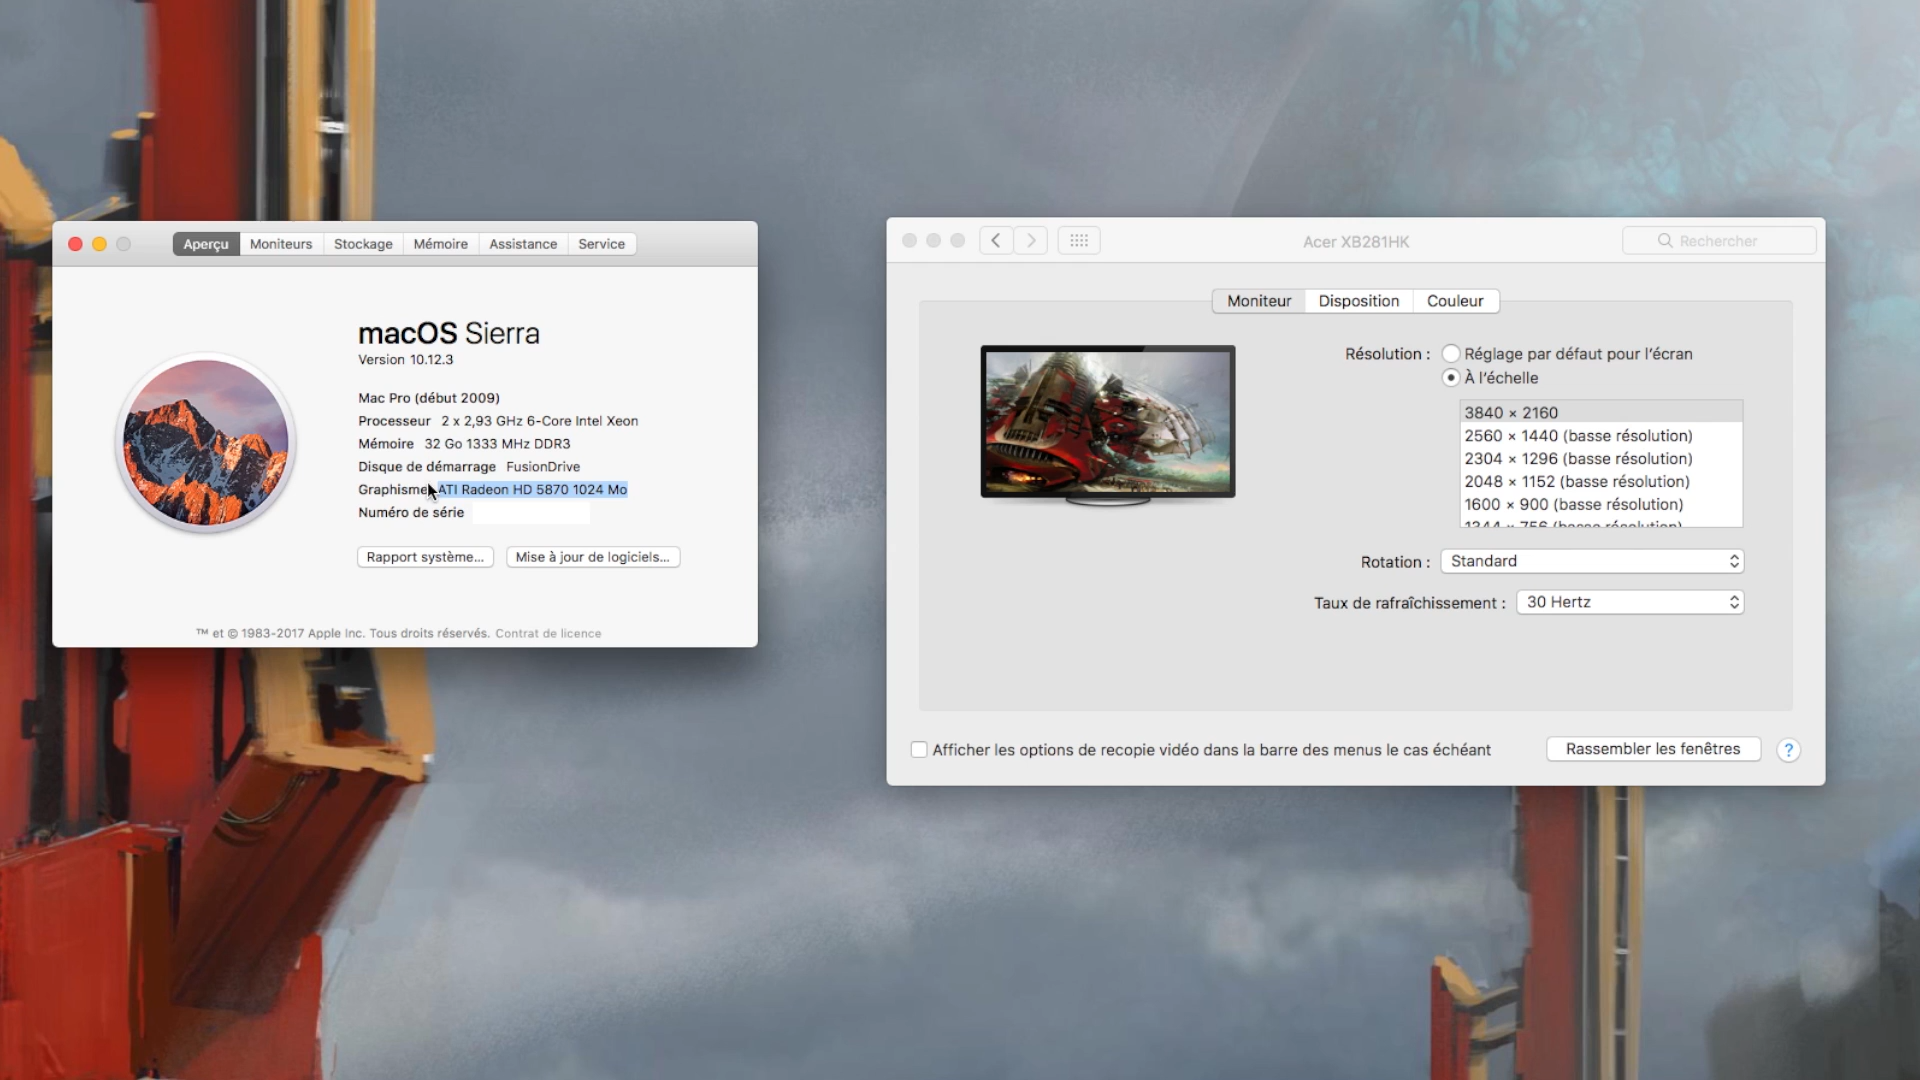 Aperçu Moniteurs Stockage Mémoire Assistance Service
macOS Sierra
Version 10.12.3
Mac Pro (début 2009)
Processeur 2 x 2,93 GHz 6-Core Intel Xeon
Mémoire 32 Go 1333 MHz DDR3
Disque de démarrage FusionDrive
Graphisme ATI Radeon HD 5870 1024 Mo
Numéro de série
Rapport système... Mise à jour de logiciels...
™ et © 1983-2017 Apple Inc. Tous droits réservés. Contrat de licence
Acer XB281HK
Rechercher
Moniteur Disposition Couleur
Résolution : Réglage par défaut pour l'écran
À l'échelle
3840 × 2160
2560 × 1440 (basse résolution)
2304 × 1296 (basse résolution)
2048 × 1152 (basse résolution)
1600 × 900 (basse résolution)
1344 × 756 (basse résolution)
Rotation : Standard
Taux de rafraîchissement : 30 Hertz
Afficher les options de recopie vidéo dans la barre des menus le cas échéant
Rassembler les fenêtres ?